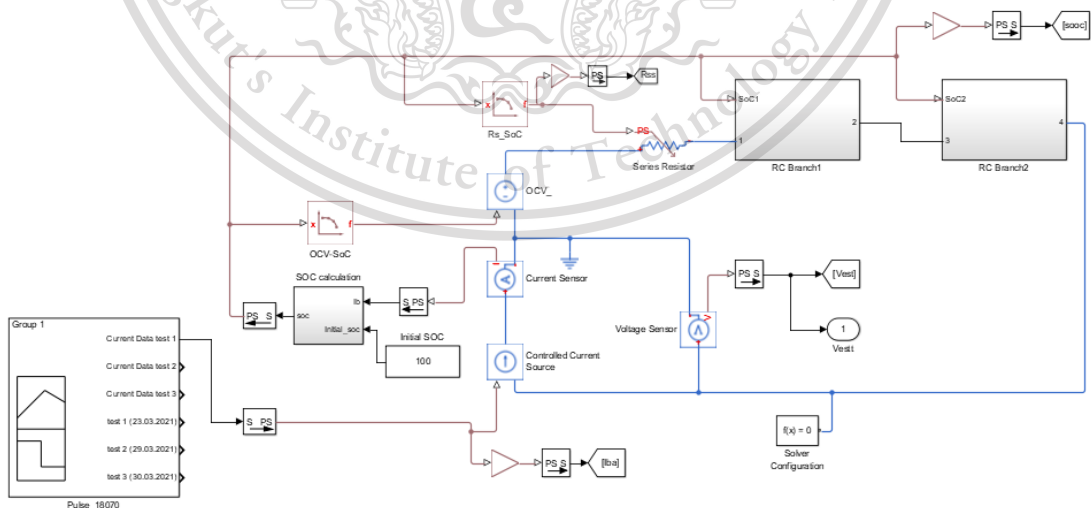 kut's Institute of Technology
PS S
[sooc]
PS
Rss
x f
Rs_SoC
PS
Series Resistor
SoC1
1
2
RC Branch1
SoC2
3
4
RC Branch2
OCV_
x f
OCV-SoC
SOC calculation
Ib
soc
Initial_soc
PS S
S PS
I
Current Sensor
A
Initial SOC
100
Controlled Current
Source
PS S
[Vest]
1
Vestt
Voltage Sensor
V
V
f(x) = 0
Solver
Configuration
Group 1
Current Data test 1
Current Data test 2
Current Data test 3
test 1 (23.03.2021)
test 2 (29.03.2021)
test 3 (30.03.2021)
Pulse_18070
S PS
PS S
[Iba]